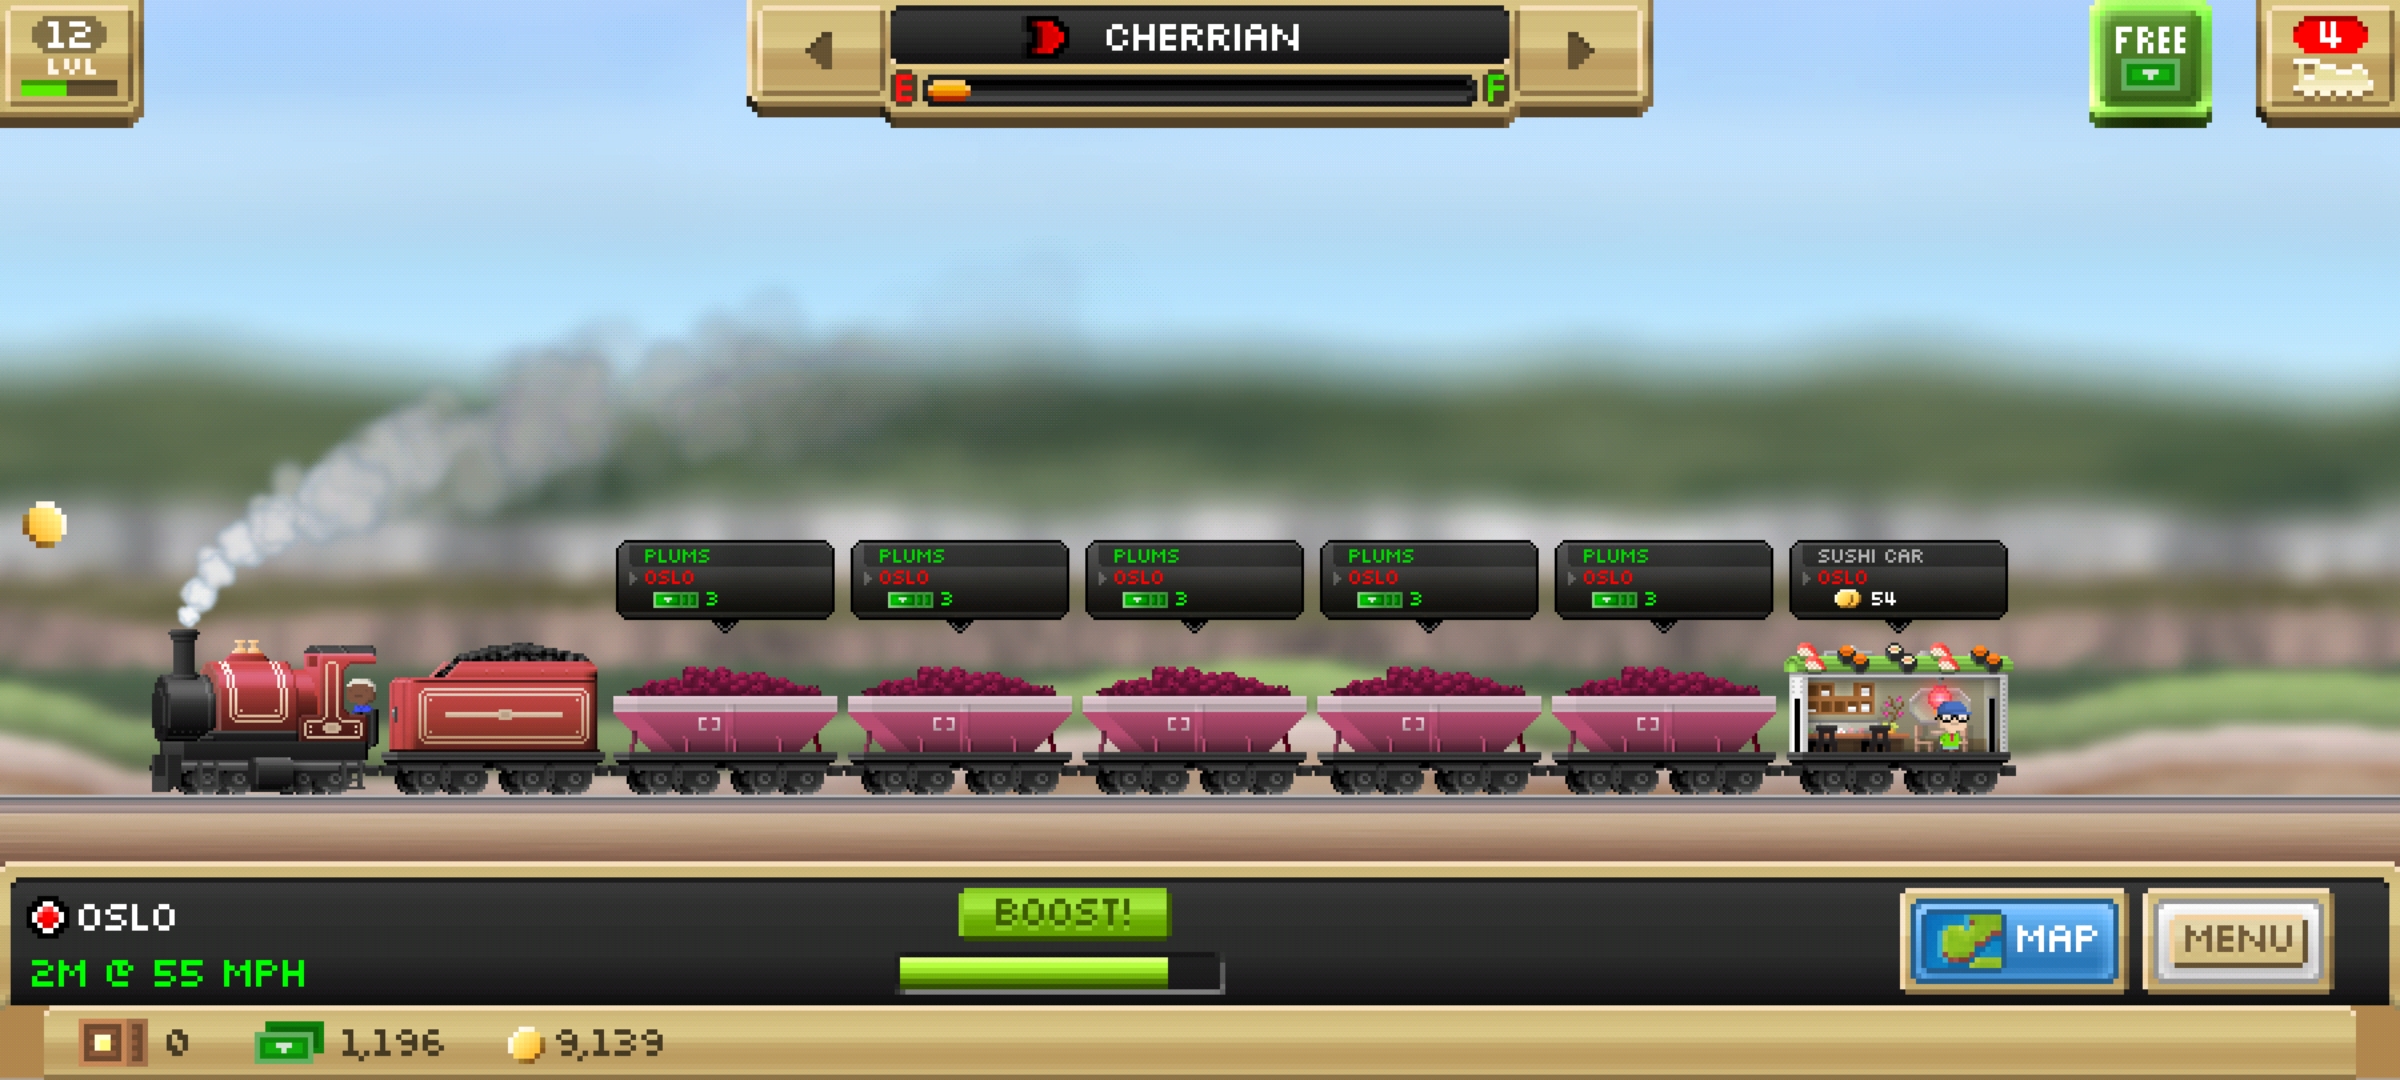 12
LVL
CHERRIAN
E F
FREE
4
PLUMS
OSLO
3
PLUMS
OSLO
3
PLUMS
OSLO
3
PLUMS
OSLO
3
PLUMS
OSLO
3
SUSHI CAR
OSLO
54
OSLO
2M @ 55 MPH
BOOST!
MAP
MENU
0 1,196 9,139